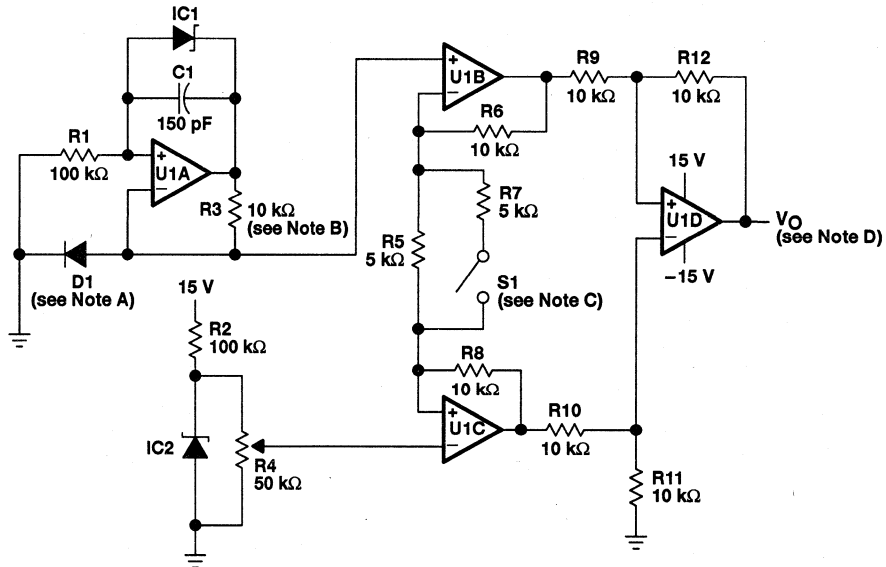 IC1
C1
150 pF
R1
100 kΩ
+
−
U1A
R3
10 kΩ
(see Note B)
D1
(see Note A)
15 V
R2
100 kΩ
IC2
R4
50 kΩ
+
−
U1B
R6
10 kΩ
R7
5 kΩ
R5
5 kΩ
S1
(see Note C)
R8
10 kΩ
+
−
U1C
R9
10 kΩ
R12
10 kΩ
15 V
+
−
U1D
−15 V
VO
(see Note D)
R10
10 kΩ
R11
10 kΩ